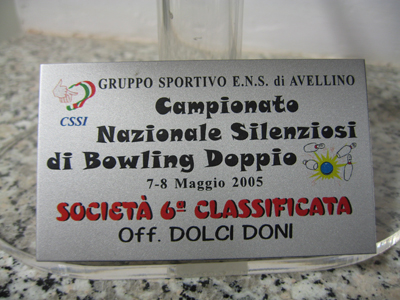 GRUPPO SPORTIVO E.N.S. di AVELLINO
CSSI
Campionato
Nazionale Silenziosi
di Bowling Doppio
7-8 Maggio 2005
SOCIETÀ 6ª CLASSIFICATA
Off. DOLCI DONI